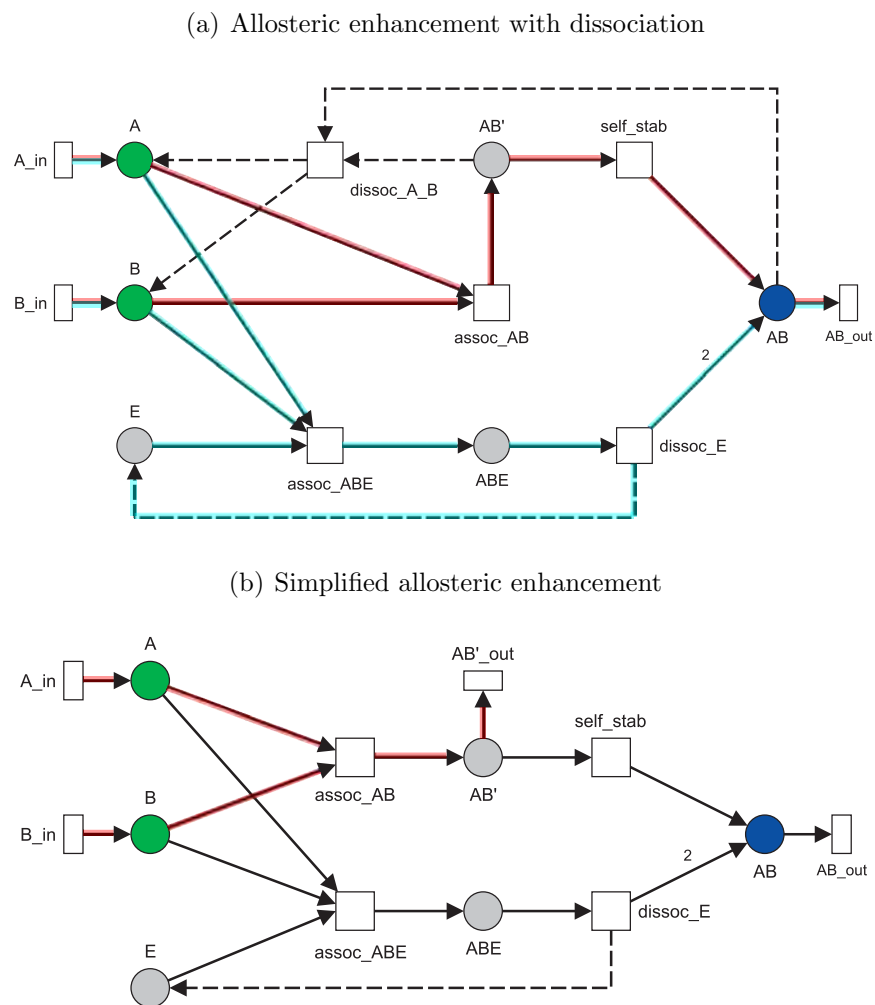 (a) Allosteric enhancement with dissociation
A
AB'
self_stab
A_in
dissoc_A_B
B
B_in
assoc_AB
AB
AB_out
2
E
dissoc_E
assoc_ABE
ABE
(b) Simplified allosteric enhancement
A
AB'_out
A_in
self_stab
B
assoc_AB
AB'
B_in
2
AB
AB_out
dissoc_E
E
assoc_ABE
ABE